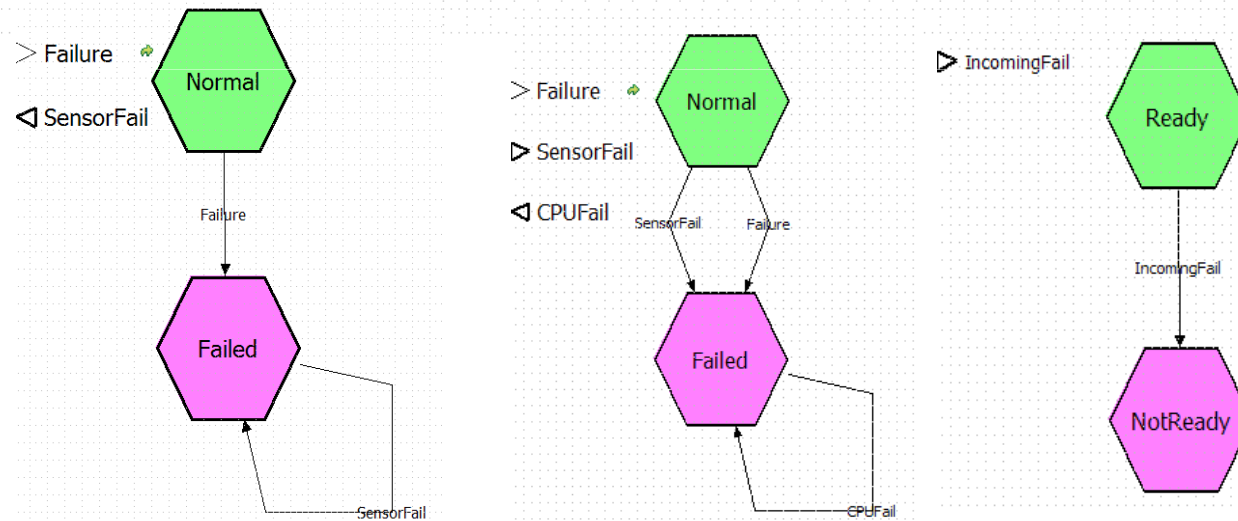 Failure
Normal
SensorFail
Failure
Failed
SensorFail
Failure
Normal
SensorFail
CPUFail
SensorFail
Failure
Failed
CPUFail
IncomingFail
Ready
IncomingFail
NotReady